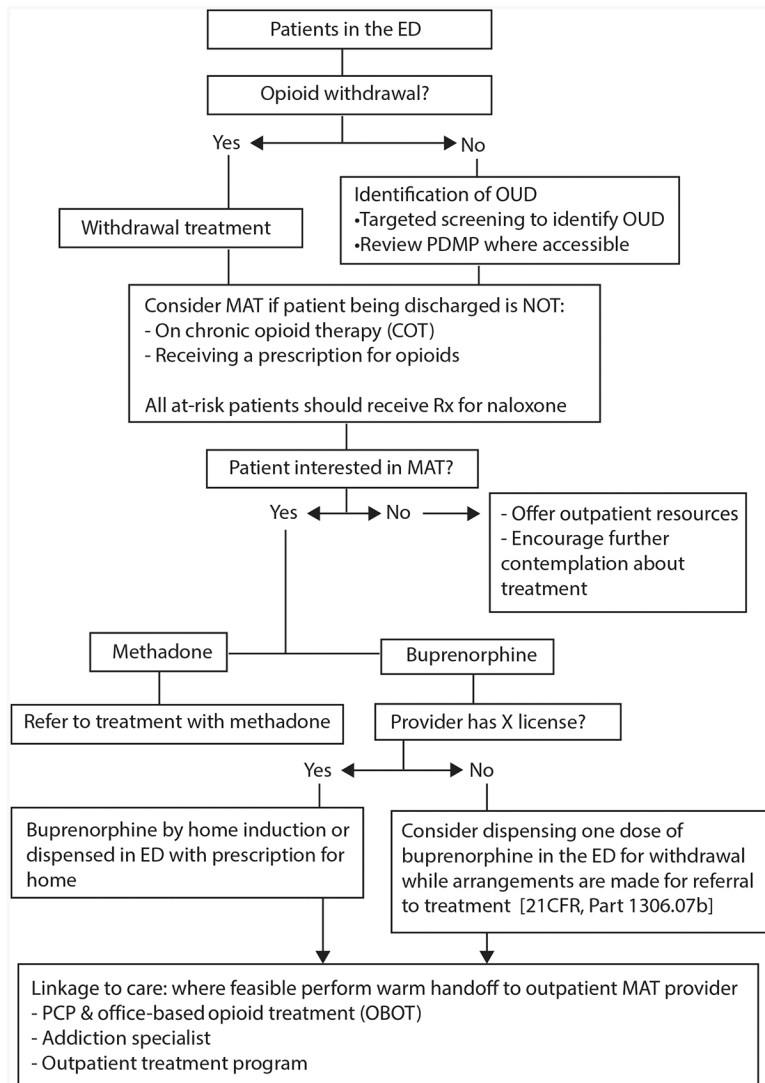 Patients in the ED
Opioid withdrawal?
Yes
No
Withdrawal treatment
Identification of OUD
•Targeted screening to identify OUD
•Review PDMP where accessible
Consider MAT if patient being discharged is NOT:
- On chronic opioid therapy (COT)
- Receiving a prescription for opioids
All at-risk patients should receive Rx for naloxone
Patient interested in MAT?
Yes
No
- Offer outpatient resources
- Encourage further
contemplation about
treatment
Methadone
Buprenorphine
Refer to treatment with methadone
Provider has X license?
Yes
No
Buprenorphine by home induction or
dispensed in ED with prescription for
home
Consider dispensing one dose of
buprenorphine in the ED for withdrawal
while arrangements are made for referral
to treatment [21CFR, Part 1306.07b]
Linkage to care: where feasible perform warm handoff to outpatient MAT provider
- PCP & office-based opioid treatment (OBOT)
- Addiction specialist
- Outpatient treatment program